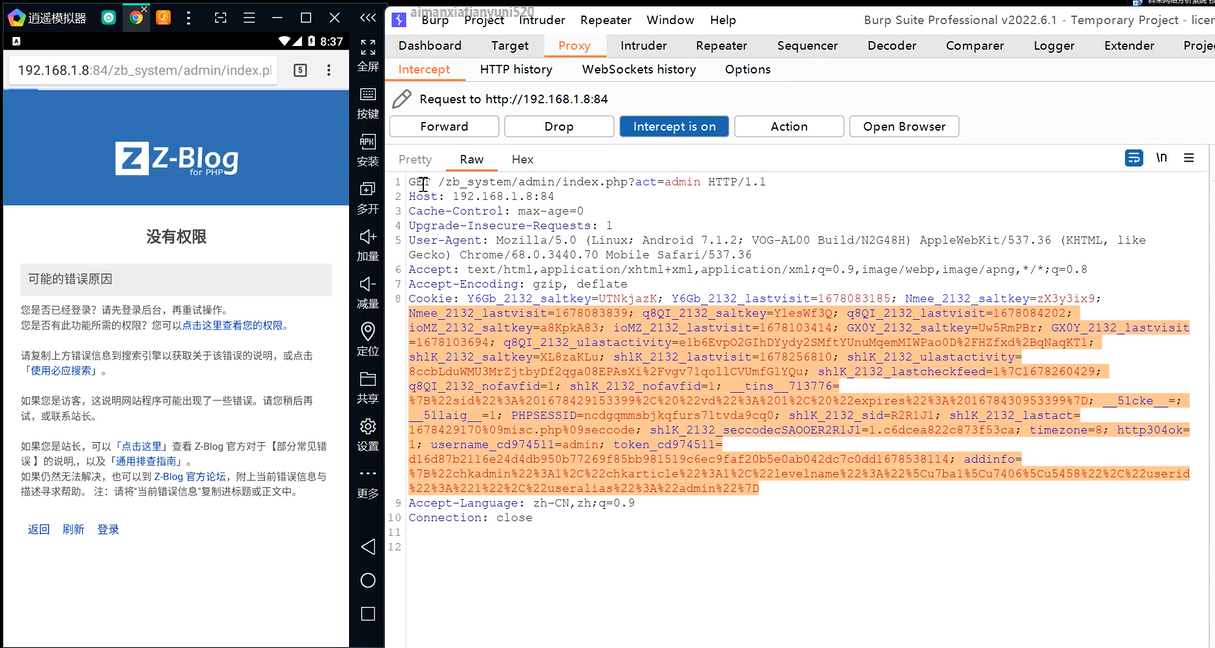 逍遥模拟器
8:37
192.168.1.8:84/zb_system/admin/index.pl
5
Z-Blog
for PHP
没有权限
可能的错误原因
您是否已经登录？请先登录后台，再重试操作。
您是否有此功能所需的权限？您可以点击这里查看您的权限。
请复制上方错误信息到搜索引擎以获取关于该错误的说明，或点击
「使用必应搜索」。
如果您是访客，这说明网站程序可能出现了一些错误。请您稍后再
试，或联系站长。
如果您是站长，可以「点击这里」查看 Z-Blog 官方对于【部分常见错
误 】的说明,，以及「通用排查指南」。
如果仍然无法解决，也可以到 Z-Blog 官方论坛，附上当前错误信息与
描述寻求帮助。 注：请将"当前错误信息"复制进标题或正文中。
返回 刷新 登录
全屏
按键
APK
安装
多开
加量
减量
定位
共享
设置
更多
aimanxiatianyuni520
Burp Project Intruder Repeater Window Help
Burp Suite Professional v2022.6.1 - Temporary Project - licen
Dashboard Target Proxy Intruder Repeater Sequencer Decoder Comparer Logger Extender Projec
Intercept HTTP history WebSockets history Options
Request to http://192.168.1.8:84
Forward Drop Intercept is on Action Open Browser
Pretty Raw Hex
\n
1 GET /zb_system/admin/index.php?act=admin HTTP/1.1
2 Host: 192.168.1.8:84
3 Cache-Control: max-age=0
4 Upgrade-Insecure-Requests: 1
5 User-Agent: Mozilla/5.0 (Linux; Android 7.1.2; VOG-AL00 Build/N2G48H) AppleWebKit/537.36 (KHTML, like
Gecko) Chrome/68.0.3440.70 Mobile Safari/537.36
6 Accept: text/html,application/xhtml+xml,application/xml;q=0.9,image/webp,image/apng,*/*;q=0.8
7 Accept-Encoding: gzip, deflate
8 Cookie: Y6Gb_2132_saltkey=UTNkjazK; Y6Gb_2132_lastvisit=1678083185; Nmee_2132_saltkey=zX3y3ix9;
Nmee_2132_lastvisit=1678083839; q8QI_2132_saltkey=YlesWf3Q; q8QI_2132_lastvisit=1678084202;
ioMZ_2132_saltkey=a8KpkA83; ioMZ_2132_lastvisit=1678103414; GX0Y_2132_saltkey=Uw5RmPBr; GX0Y_2132_lastvisit
=1678103694; q8QI_2132_ulastactivity=e1b6EvpO2GIhDYydy2SMftYUnuMqemMIWPao0D%2FHZfxd%2BqNaqKT1;
shlK_2132_saltkey=XL8zaKLu; shlK_2132_lastvisit=1678256810; shlK_2132_ulastactivity=
8ccbLduWMU3MrZjtbyDf2qga08EPAsXi%2Fvgv71qol1CVUmfG1YQu; shlK_2132_lastcheckfeed=1%7C1678260429;
q8QI_2132_nofavfid=1; shlK_2132_nofavfid=1; __tins__713776=
%7B%22sid%22%3A%201678429153399%2C%20%22vd%22%3A%201%2C%20%22expires%22%3A%201678430953399%7D; __51cke__=;
__51laig__=1; PHPSESSID=ncdgqmmsbjkqfurs71tvda9cq0; shlK_2132_sid=R2R1J1; shlK_2132_lastact=
1678429170%09misc.php%09seccode; shlK_2132_seccodecSAOOER2R1J1=1.c6dcea822c873f53ca; timezone=8; http304ok=
1; username_cd974511=admin; token_cd974511=
d16d87b2116e24d4db950b77269f85bb981519c6ec9faf20b5e0ab042dc7c0dd1678538114; addinfo=
%7B%22chkadmin%22%3A1%2C%22chkarticle%22%3A1%2C%22levelname%22%3A%22%5Cu7ba1%5Cu7406%5Cu5458%22%2C%22userid
%22%3A%221%22%2C%22useralias%22%3A%22admin%22%7D
9 Accept-Language: zh-CN,zh;q=0.9
10 Connection: close
11
12